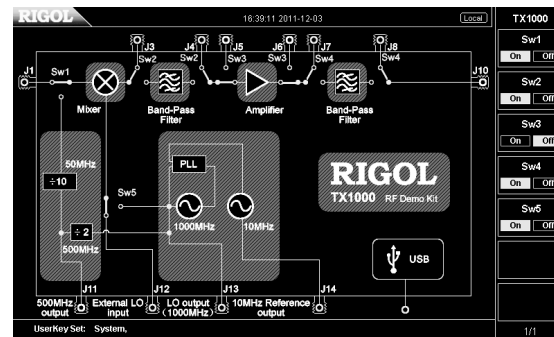 RIGOL 16:39:11 2011-12-03 Local TX1000
Sw1
On Off
Sw2
On Off
Sw3
On Off
Sw4
On Off
Sw5
On Off
1/1
J3 J4 J5 J6 J7 J8
Sw2 Sw2 Sw3 Sw3 Sw4 Sw4
J1 Sw1 J10
Mixer
Band-Pass
Filter
Amplifier
Band-Pass
Filter
50MHz
÷10
Sw5
÷ 2
500MHz
PLL
1000MHz
10MHz
RIGOL
TX1000 RF Demo Kit
USB
J11 J12 J13 J14
500MHz
output
External LO
input
LO output
(1000MHz)
10MHz Reference
output
UserKey Set: System,